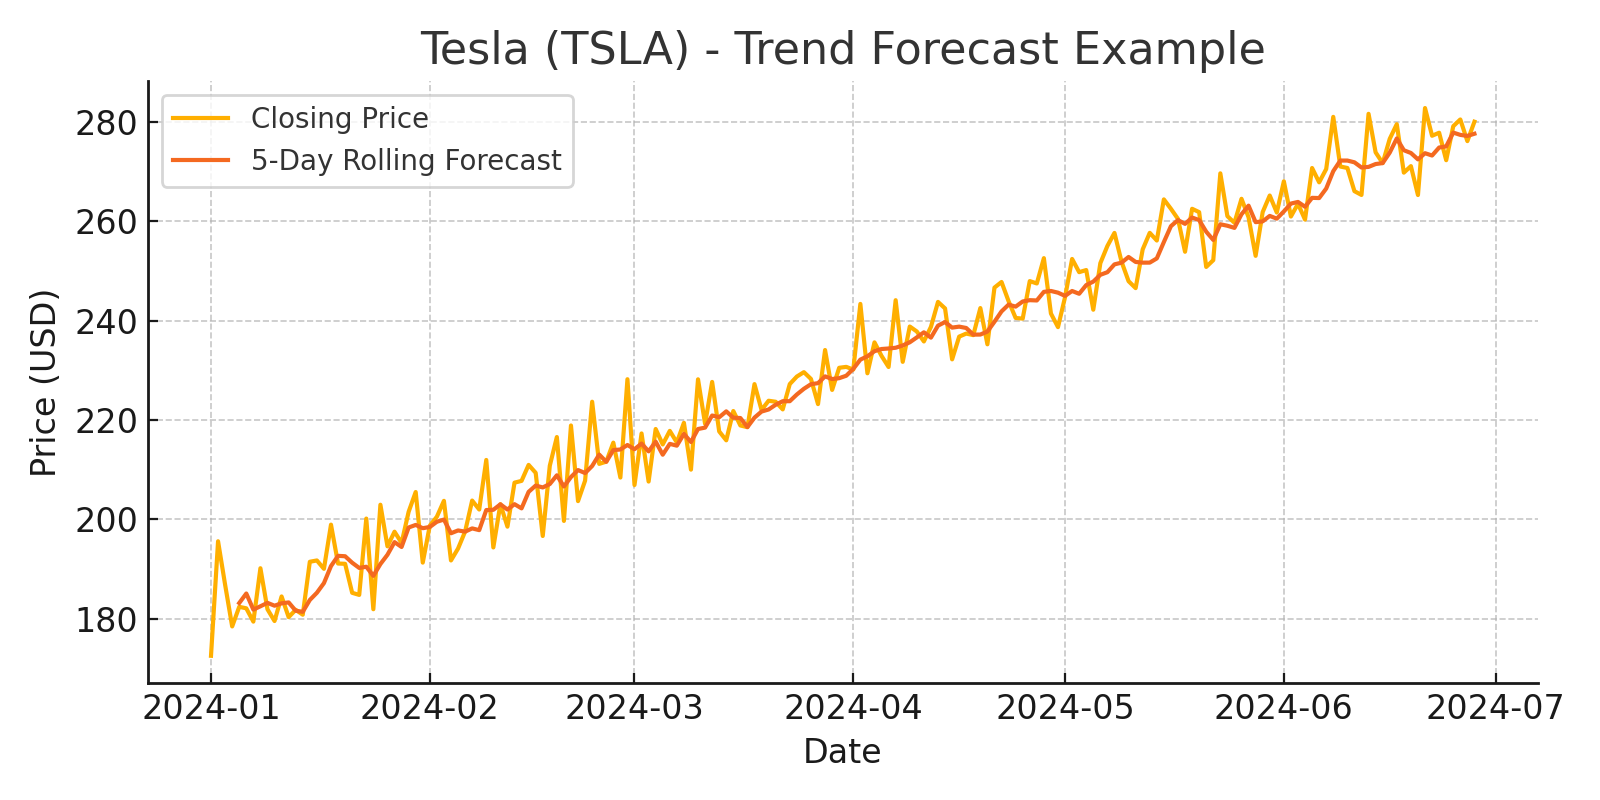 Tesla (TSLA) - Trend Forecast Example
Closing Price
5-Day Rolling Forecast
280
260
240
220
200
180
Price (USD)
2024-01 2024-02 2024-03 2024-04 2024-05 2024-06 2024-07
Date